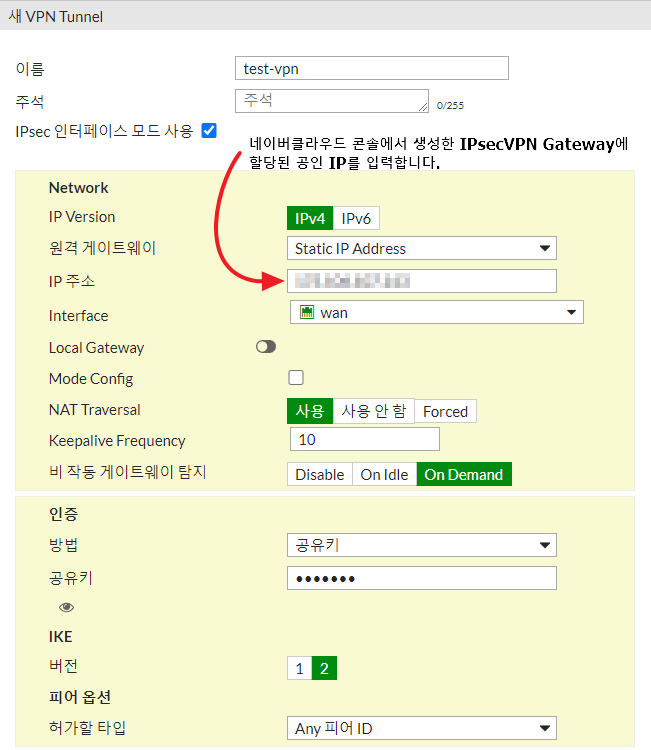 새 VPN Tunnel
이름 test-vpn
주석 주석 0/255
IPsec 인터페이스 모드 사용
네이버클라우드 콘솔에서 생성한 IPsecVPN Gateway에
할당된 공인 IP를 입력합니다.
Network
IP Version IPv4 IPv6
원격 게이트웨이 Static IP Address
IP 주소
Interface wan
Local Gateway
Mode Config
NAT Traversal 사용 사용 안 함 Forced
Keepalive Frequency 10
비 작동 게이트웨이 탐지 Disable On Idle On Demand
인증
방법 공유키
공유키 •••••••
IKE
버전 1 2
피어 옵션
허가할 타입 Any 피어 ID